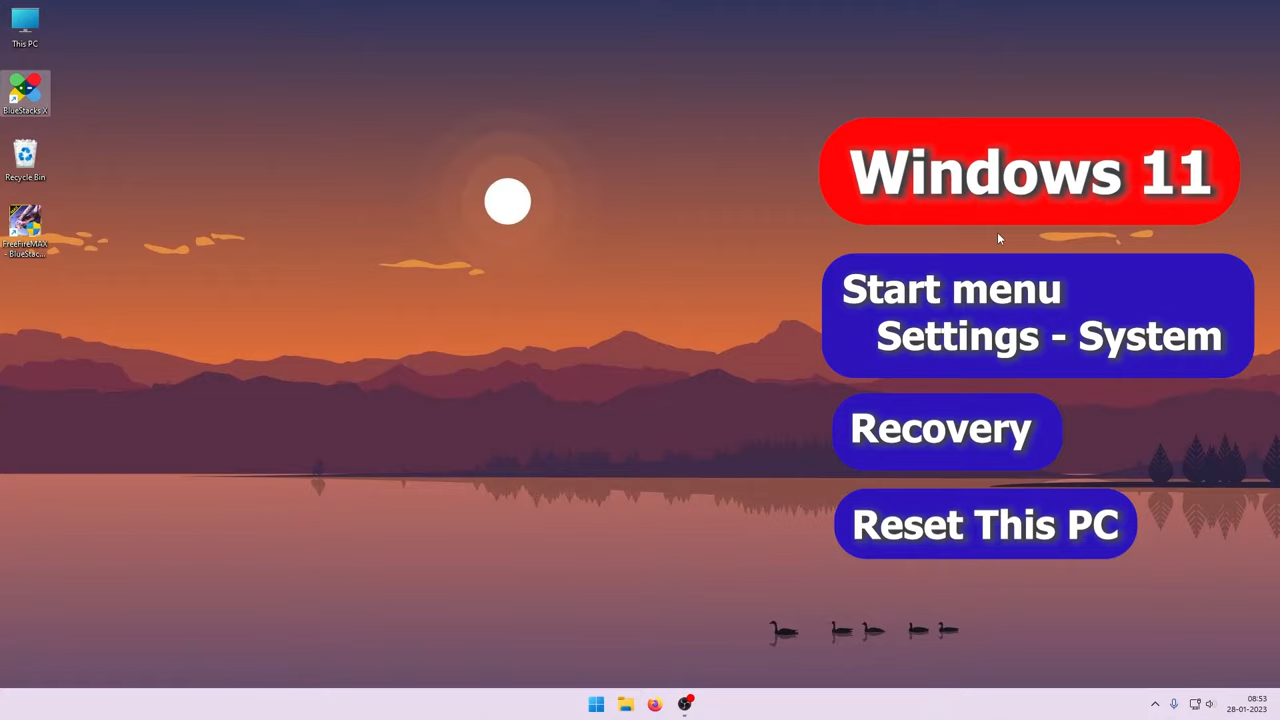 This PC
BlueStacks X
Recycle Bin
FreeFireMAX
- BlueStac...
Windows 11
Start menu
Settings - System
Recovery
Reset This PC
08:53
28-01-2023